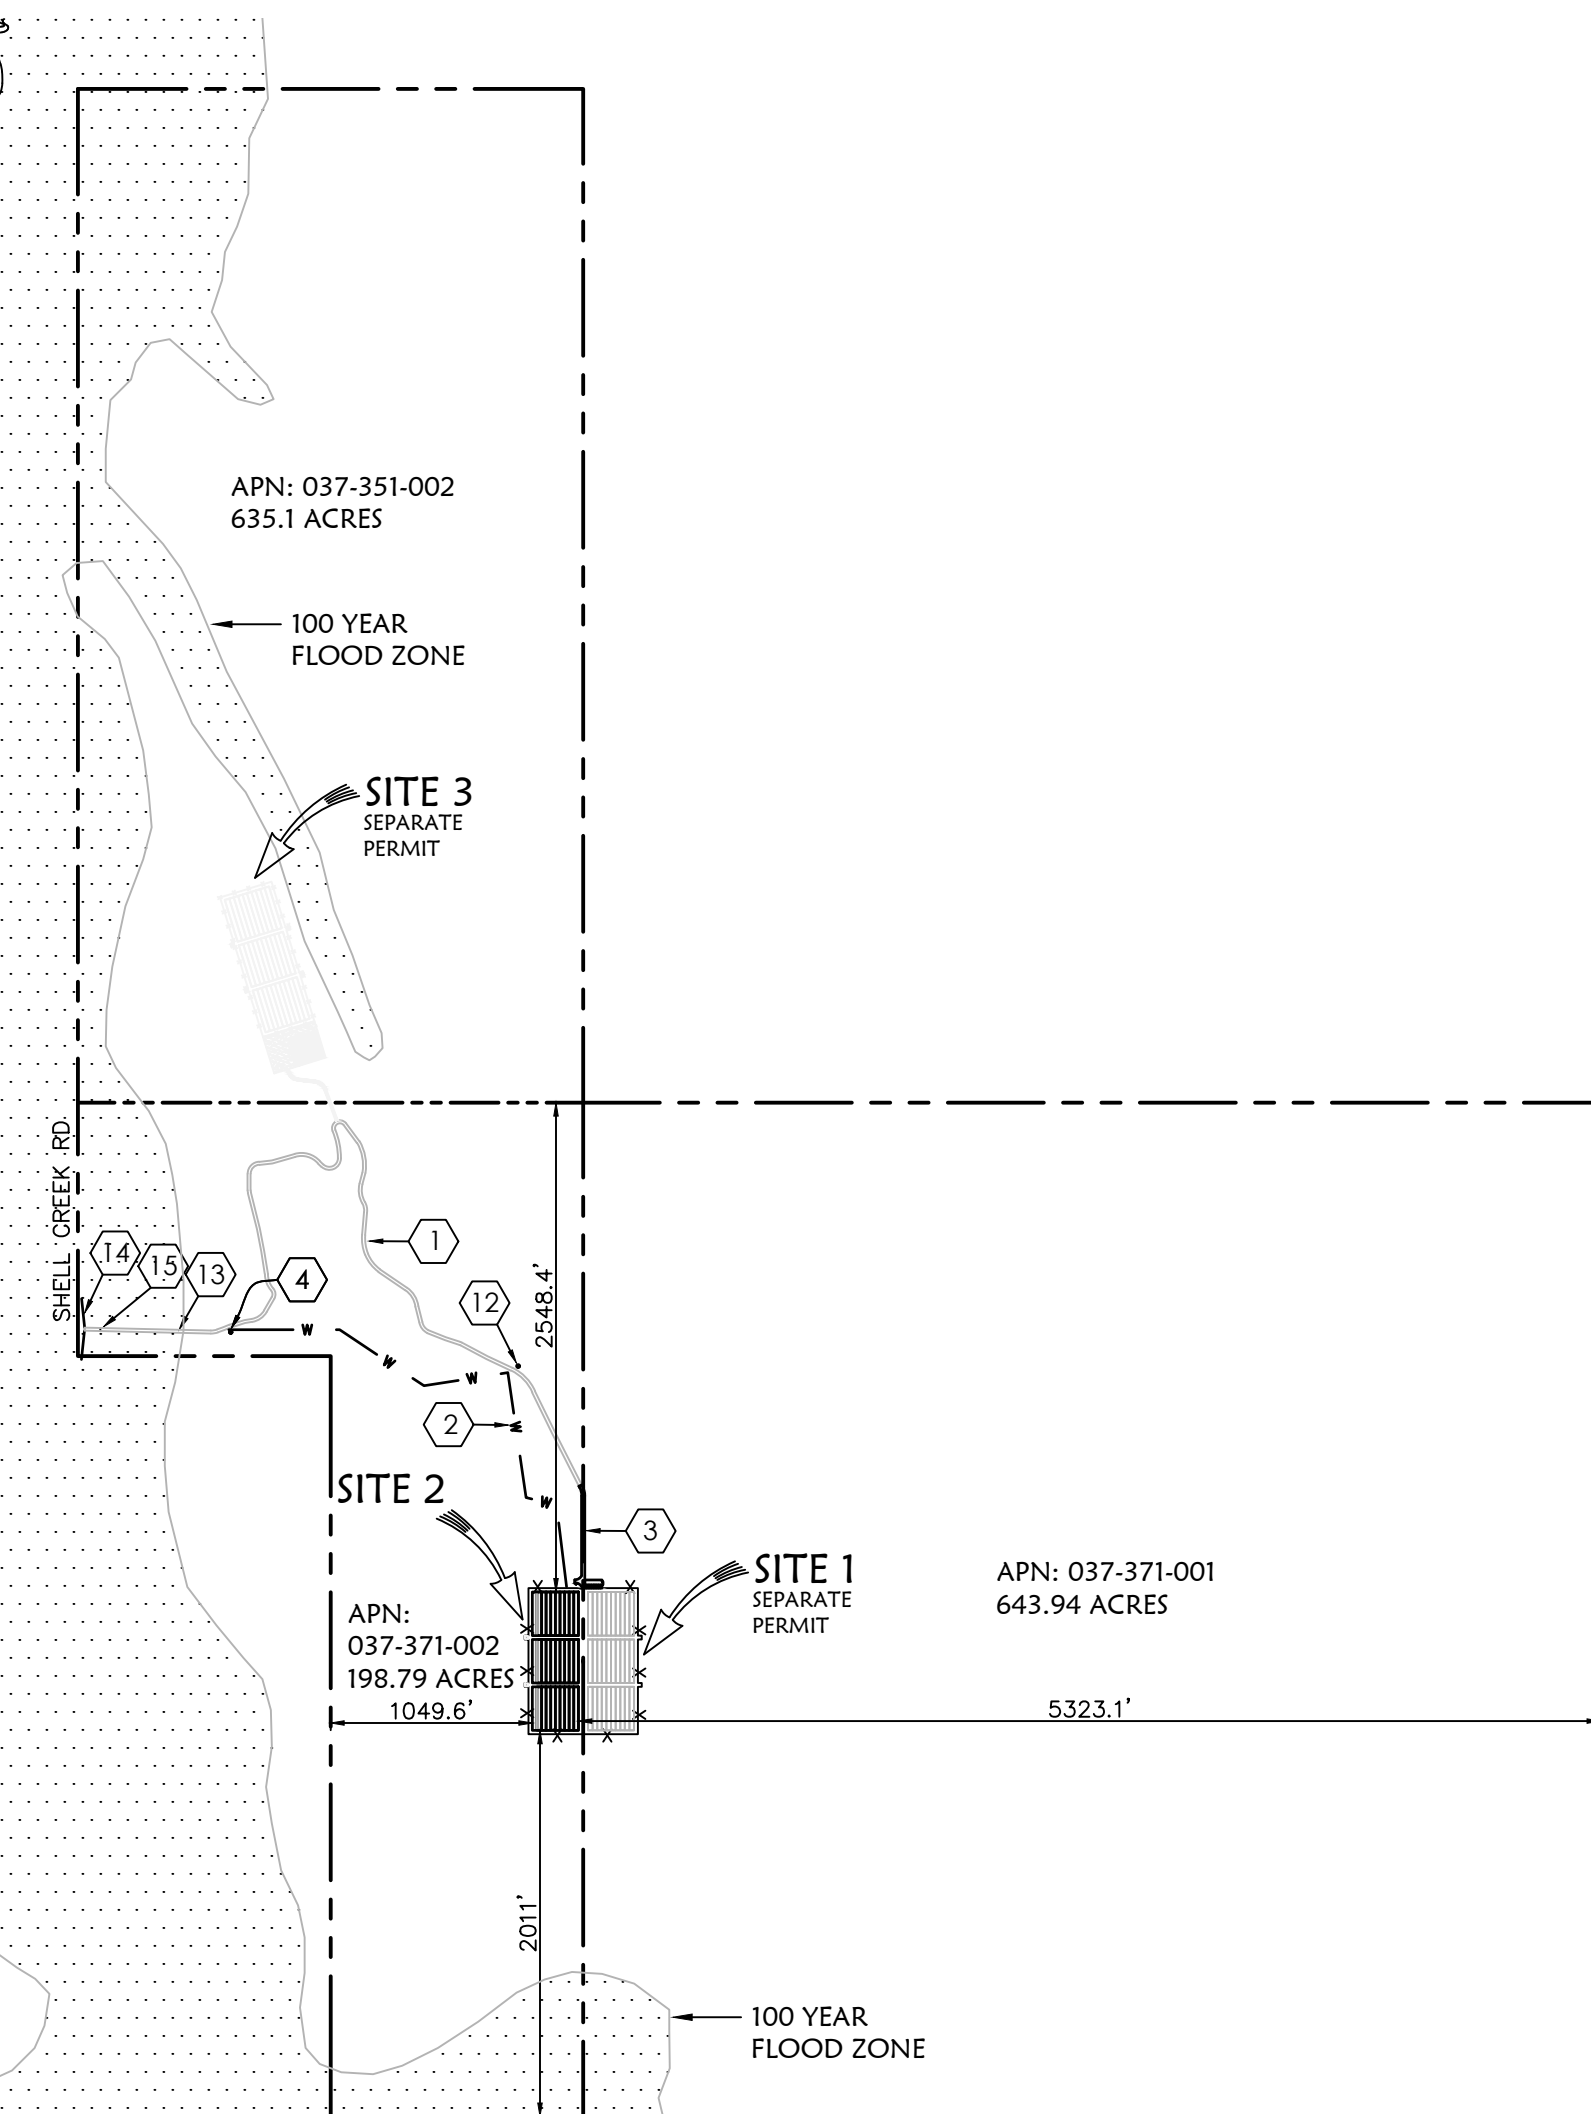 APN: 037-351-002
635.1 ACRES
100 YEAR
FLOOD ZONE
SITE 3
SEPARATE
PERMIT
SHELL CREEK RD
14
15
13
4
1
12
2548.4'
W
W
W
2
W
W
3
SITE 2
SITE 1
SEPARATE
PERMIT
APN: 037-371-001
643.94 ACRES
APN:
037-371-002
198.79 ACRES
1049.6'
5323.1'
2011'
100 YEAR
FLOOD ZONE